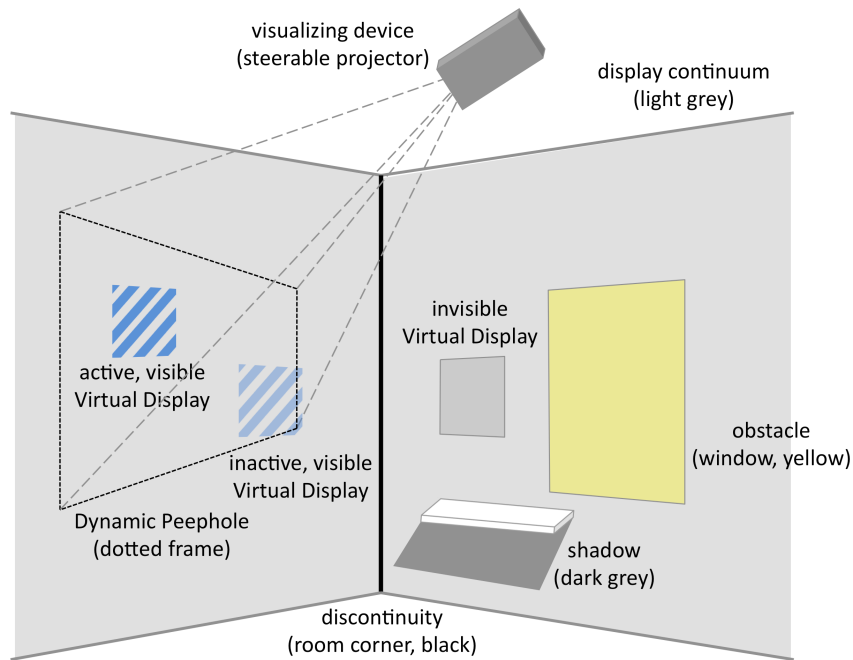 visualizing device
(steerable projector)
display continuum
(light grey)
invisible
Virtual Display
active, visible
Virtual Display
obstacle
(window, yellow)
inactive, visible
Virtual Display
Dynamic Peephole
(dotted frame)
shadow
(dark grey)
discontinuity
(room corner, black)